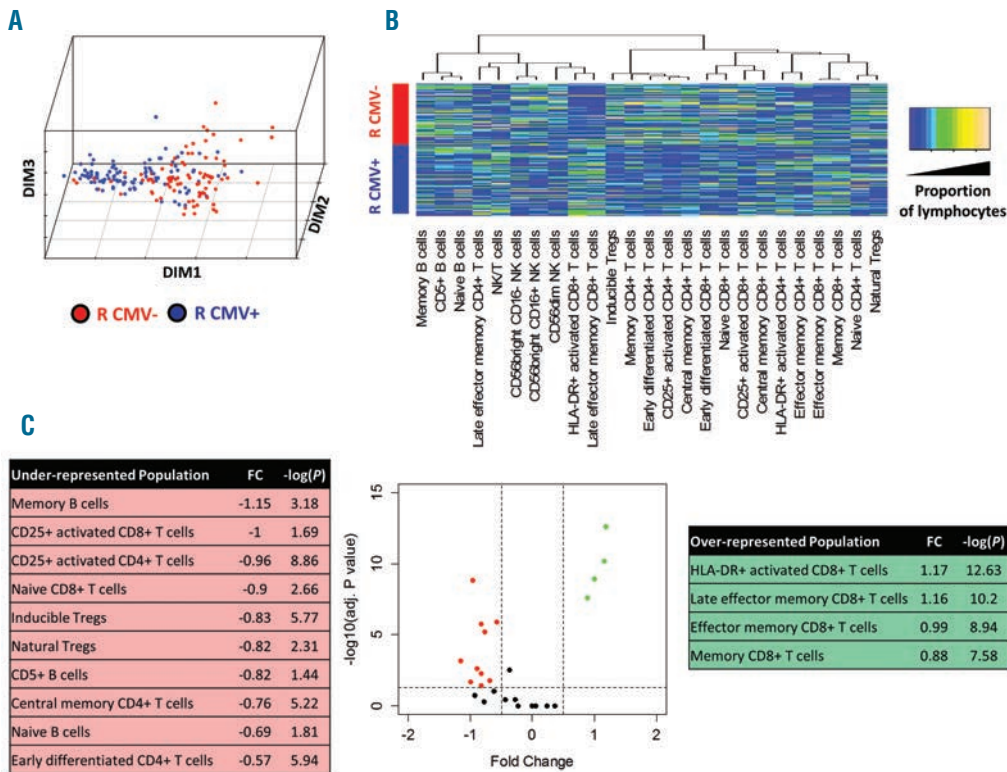 A
DIM3
DIM2
DIM1
R CMV- R CMV+
B
R CMV-
R CMV+
Proportion
of lymphocytes
Memory B cells
CD5+ B cells
Naive B cells
Late effector memory CD4+ T cells
NK/T cells
CD56bright CD16- NK cells
CD56bright CD16+ NK cells
CD56dim NK cells
HLA-DR+ activated CD8+ T cells
Late effector memory CD8+ T cells
Inducible Tregs
Memory CD4+ T cells
Early differentiated CD4+ T cells
CD25+ activated CD4+ T cells
Central memory CD4+ T cells
Early differentiated CD8+ T cells
Naive CD8+ T cells
CD25+ activated CD8+ T cells
Central memory CD8+ T cells
HLA-DR+ activated CD4+ T cells
Effector memory CD4+ T cells
Effector memory CD8+ T cells
Memory CD8+ T cells
Naive CD4+ T cells
Natural Tregs
C
Under-represented Population FC -log(P)
Memory B cells -1.15 3.18
CD25+ activated CD8+ T cells -1 1.69
CD25+ activated CD4+ T cells -0.96 8.86
Naive CD8+ T cells -0.9 2.66
Inducible Tregs -0.83 5.77
Natural Tregs -0.82 2.31
CD5+ B cells -0.82 1.44
Central memory CD4+ T cells -0.76 5.22
Naive B cells -0.69 1.81
Early differentiated CD4+ T cells -0.57 5.94
-log10(adj. P value)
15
10
5
0
-2 -1 0 1 2
Fold Change
Over-represented Population FC -log(P)
HLA-DR+ activated CD8+ T cells 1.17 12.63
Late effector memory CD8+ T cells 1.16 10.2
Effector memory CD8+ T cells 0.99 8.94
Memory CD8+ T cells 0.88 7.58